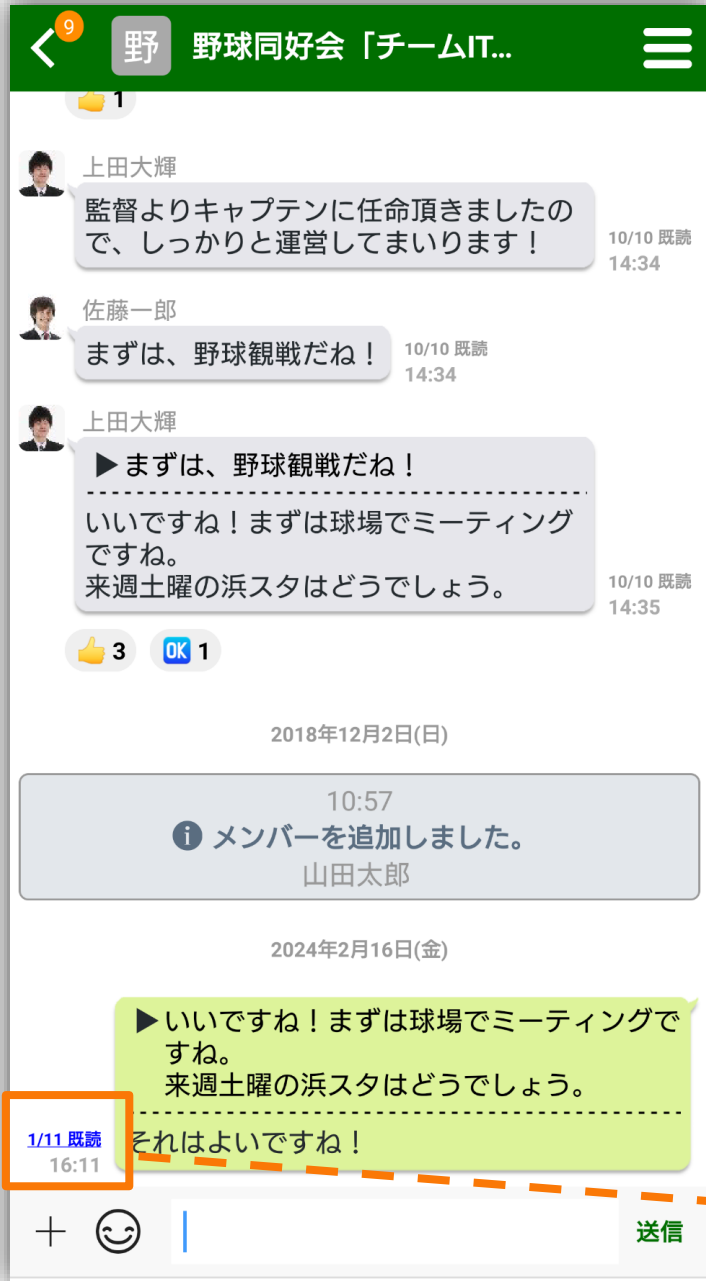 9
野 野球同好会「チームIT...
1
上田大輝
監督よりキャプテンに任命頂きましたの
で、しっかりと運営してまいります！
10/10 既読
14:34
佐藤一郎
まずは、野球観戦だね！
10/10 既読
14:34
上田大輝
▶まずは、野球観戦だね！
いいですね！まずは球場でミーティング
ですね。
来週土曜の浜スタはどうでしょう。
10/10 既読
14:35
3 OK 1
2018年12月2日(日)
10:57
メンバーを追加しました。
山田太郎
2024年2月16日(金)
▶いいですね！まずは球場でミーティングで
すね。
来週土曜の浜スタはどうでしょう。
それはよいですね！
1/11 既読
16:11
送信